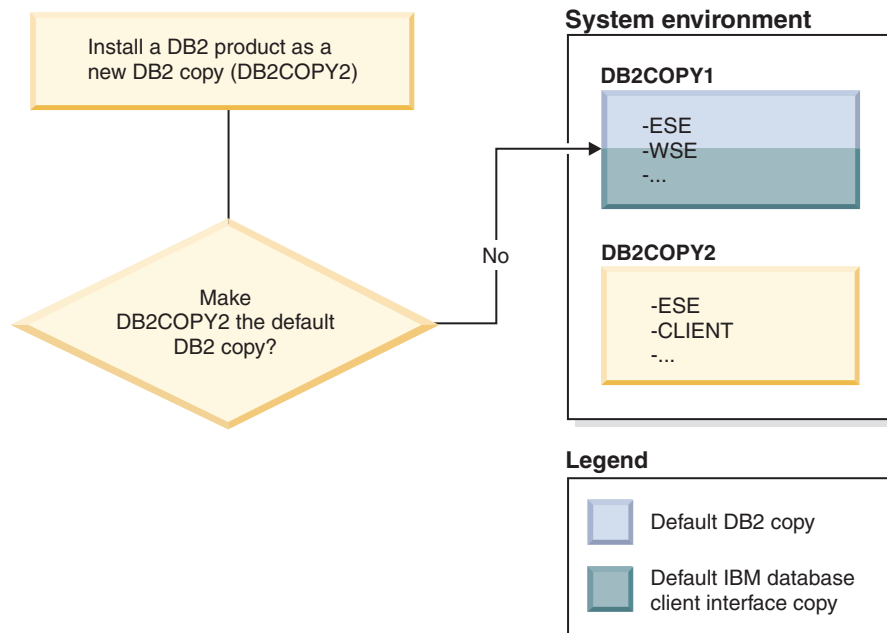 Install a DB2 product as a
new DB2 copy (DB2COPY2)
Make
DB2COPY2 the default
DB2 copy?
No
System environment
DB2COPY1
-ESE
-WSE
-...
DB2COPY2
-ESE
-CLIENT
-...
Legend
Default DB2 copy
Default IBM database
client interface copy